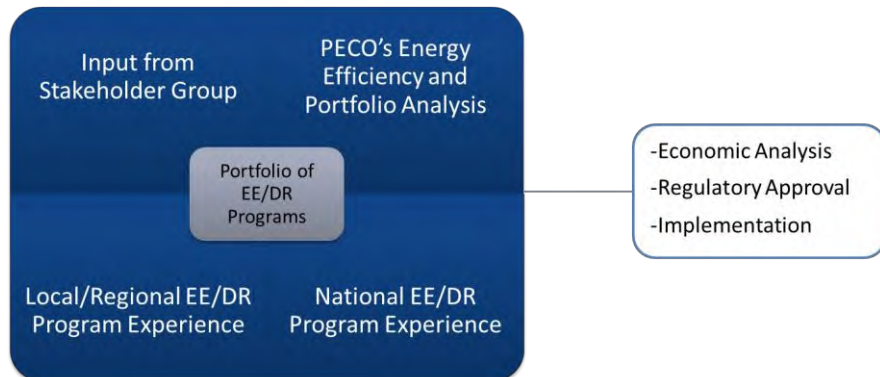 Input from
Stakeholder Group
PECO's Energy
Efficiency and
Portfolio Analysis
Portfolio of
EE/DR
Programs
Local/Regional EE/DR
Program Experience
National EE/DR
Program Experience
-Economic Analysis
-Regulatory Approval
-Implementation